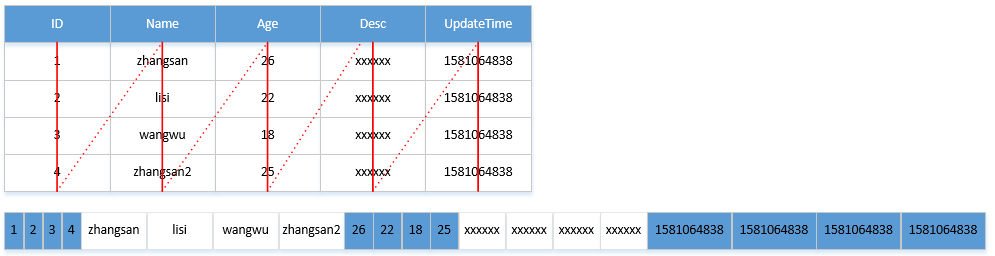 ID Name Age Desc UpdateTime
1 zhangsan 26 xxxxxx 1581064838
2 lisi 22 xxxxxx 1581064838
3 wangwu 18 xxxxxx 1581064838
4 zhangsan2 25 xxxxxx 1581064838
1 2 3 4 zhangsan lisi wangwu zhangsan2 26 22 18 25 xxxxxx xxxxxx xxxxxx xxxxxx 1581064838 1581064838 1581064838 1581064838